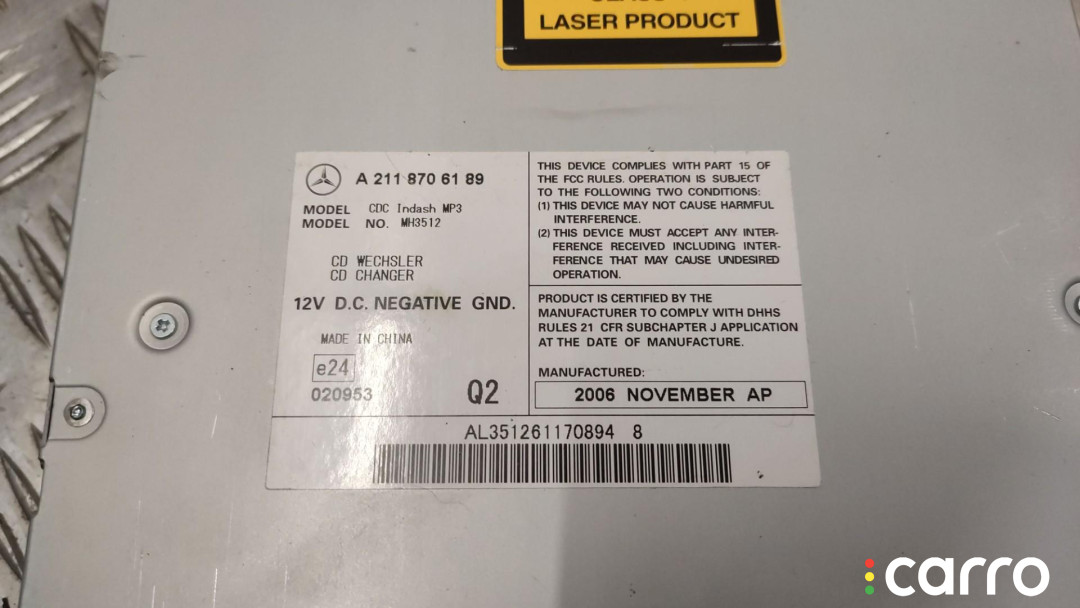 LASER PRODUCT
A 211 870 61 89
MODEL CDC Indash MP3
MODEL NO. MH3512
CD WECHSLER
CD CHANGER
12V D.C. NEGATIVE GND.
MADE IN CHINA
e24
020953
Q2
THIS DEVICE COMPLIES WITH PART 15 OF
THE FCC RULES. OPERATION IS SUBJECT
TO THE FOLLOWING TWO CONDITIONS:
(1) THIS DEVICE MAY NOT CAUSE HARMFUL
INTERFERENCE.
(2) THIS DEVICE MUST ACCEPT ANY INTER-
FERENCE RECEIVED INCLUDING INTER-
FERENCE THAT MAY CAUSE UNDESIRED
OPERATION.
PRODUCT IS CERTIFIED BY THE
MANUFACTURER TO COMPLY WITH DHHS
RULES 21 CFR SUBCHAPTER J APPLICATION
AT THE DATE OF MANUFACTURE.
MANUFACTURED:
2006 NOVEMBER AP
AL351261170894 8
carro